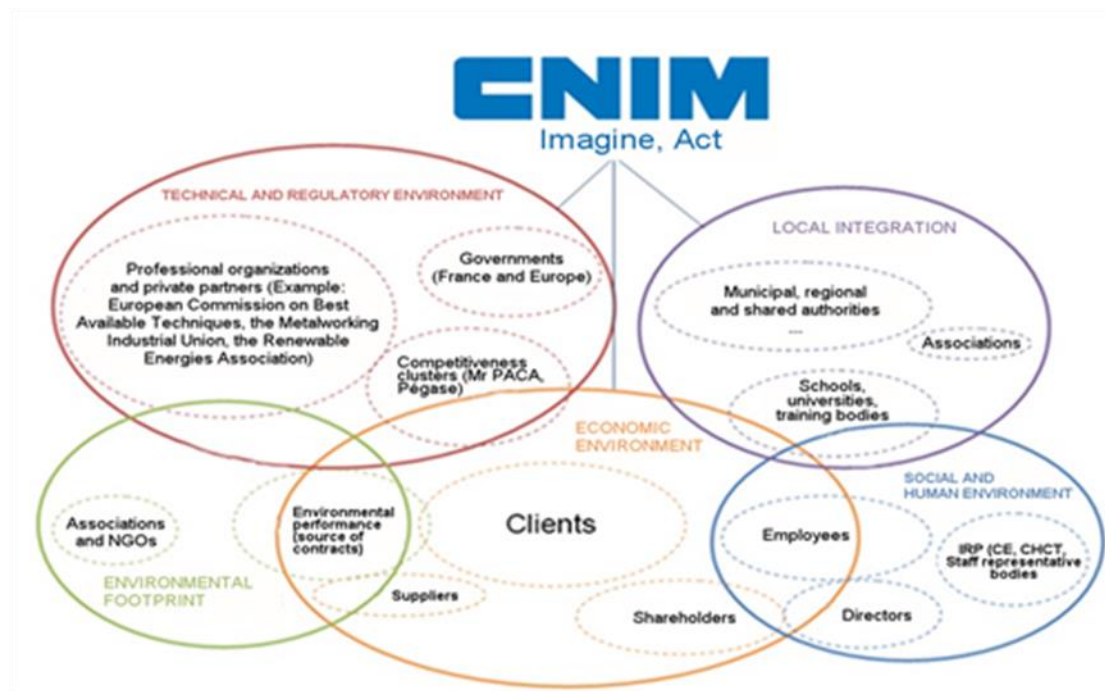 CNIM
Imagine, Act
TECHNICAL AND REGULATORY ENVIRONMENT
Professional organizations
and private partners (Example:
European Commission on Best
Available Techniques, the Metalworking
Industrial Union, the Renewable
Energies Association)
Governments
(France and Europe)
Competitiveness
clusters (Mr PACA,
Pégase)
LOCAL INTEGRATION
Municipal, regional
and shared authorities
...
Associations
Schools,
universities,
training bodies
ECONOMIC
ENVIRONMENT
Clients
Environmental
performance
(source of
contracts)
Suppliers
Shareholders
Associations
and NGOs
ENVIRONMENTAL
FOOTPRINT
SOCIAL AND
HUMAN ENVIRONMENT
Employees
IRP (CE, CHCT,
Staff representative
bodies
Directors